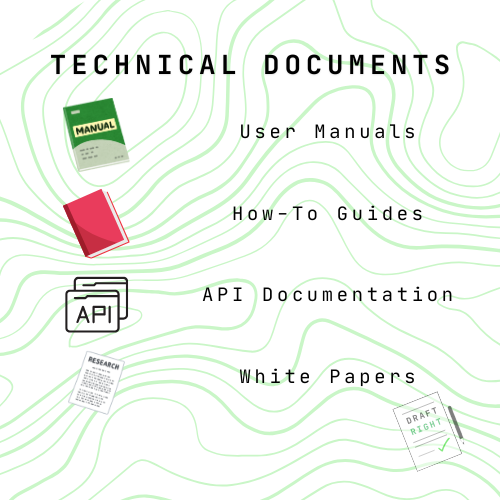 TECHNICAL DOCUMENTS
MANUAL
User Manuals
How-To Guides
API
API Documentation
RESEARCH
White Papers
DRAFT
RIGHT